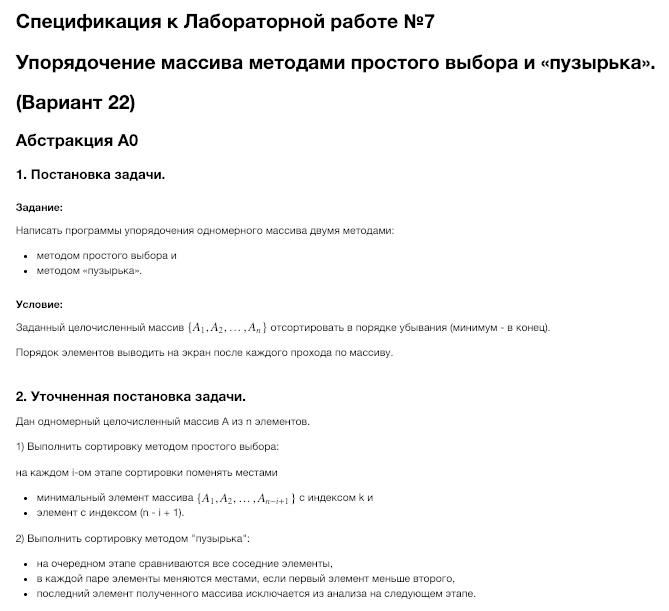 Спецификация к Лабораторной работе №7
Упорядочение массива методами простого выбора и «пузырька».
(Вариант 22)
Абстракция А0
1. Постановка задачи.
Задание:
Написать программы упорядочения одномерного массива двумя методами:
• методом простого выбора и
• методом «пузырька».
Условие:
Заданный целочисленный массив {A₁, A₂, …, Aₙ} отсортировать в порядке убывания (минимум - в конец).
Порядок элементов выводить на экран после каждого прохода по массиву.
2. Уточненная постановка задачи.
Дан одномерный целочисленный массив А из n элементов.
1) Выполнить сортировку методом простого выбора:
на каждом i-ом этапе сортировки поменять местами
• минимальный элемент массива {A₁, A₂, …, Aₙ₋ᵢ₊₁} с индексом k и
• элемент с индексом (n - i + 1).
2) Выполнить сортировку методом "пузырька":
• на очередном этапе сравниваются все соседние элементы,
• в каждой паре элементы меняются местами, если первый элемент меньше второго,
• последний элемент полученного массива исключается из анализа на следующем этапе.